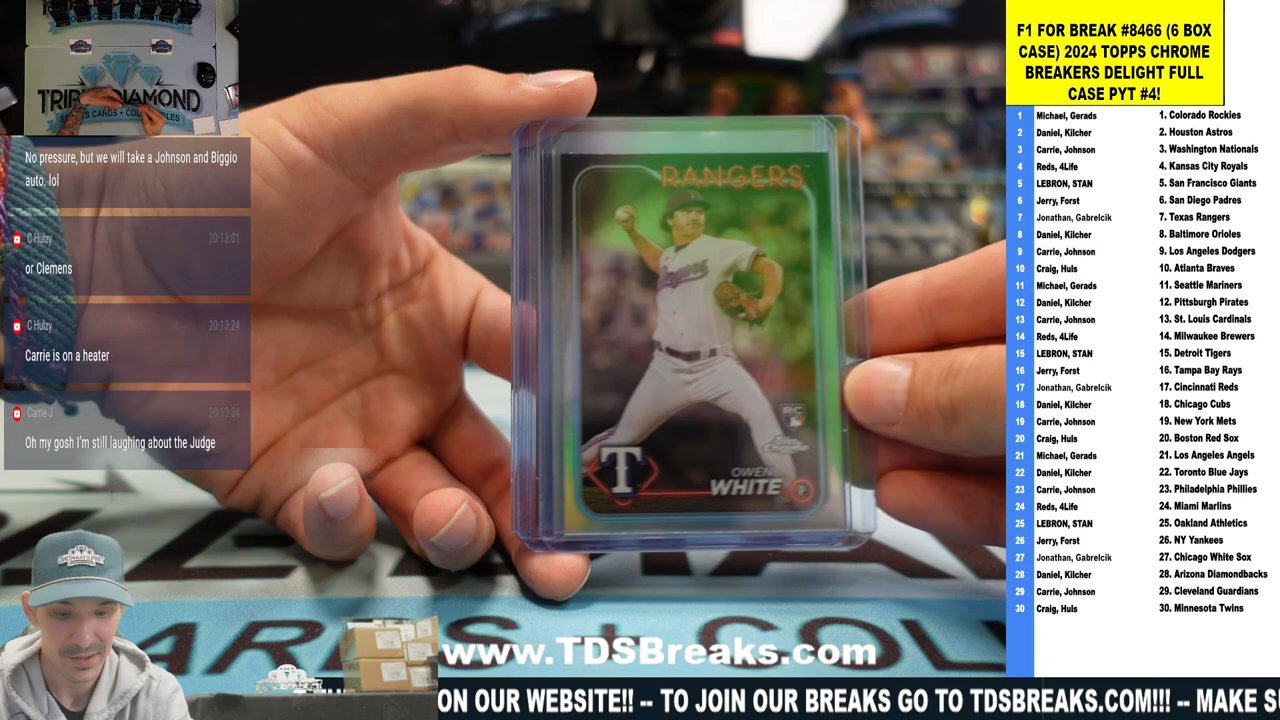 F1 FOR BREAK #8466 (6 BOX
CASE) 2024 TOPPS CHROME
BREAKERS DELIGHT FULL
CASE PYT #4!
1 Michael, Gerads 1. Colorado Rockies
2 Daniel, Kilcher 2. Houston Astros
3 Carrie, Johnson 3. Washington Nationals
4 Reds, 4Life 4. Kansas City Royals
5 LEBRON, STAN 5. San Francisco Giants
6 Jerry, Forst 6. San Diego Padres
7 Jonathan, Gabrelcik 7. Texas Rangers
8 Daniel, Kilcher 8. Baltimore Orioles
9 Carrie, Johnson 9. Los Angeles Dodgers
10 Craig, Huls 10. Atlanta Braves
11 Michael, Gerads 11. Seattle Mariners
12 Daniel, Kilcher 12. Pittsburgh Pirates
13 Carrie, Johnson 13. St. Louis Cardinals
14 Reds, 4Life 14. Milwaukee Brewers
15 LEBRON, STAN 15. Detroit Tigers
16 Jerry, Forst 16. Tampa Bay Rays
17 Jonathan, Gabrelcik 17. Cincinnati Reds
18 Daniel, Kilcher 18. Chicago Cubs
19 Carrie, Johnson 19. New York Mets
20 Craig, Huls 20. Boston Red Sox
21 Michael, Gerads 21. Los Angeles Angels
22 Daniel, Kilcher 22. Toronto Blue Jays
23 Carrie, Johnson 23. Philadelphia Phillies
24 Reds, 4Life 24. Miami Marlins
25 LEBRON, STAN 25. Oakland Athletics
26 Jerry, Forst 26. NY Yankees
27 Jonathan, Gabrelcik 27. Chicago White Sox
28 Daniel, Kilcher 28. Arizona Diamondbacks
29 Carrie, Johnson 29. Cleveland Guardians
30 Craig, Huls 30. Minnesota Twins
No pressure, but we will take a Johnson and Biggio
auto. lol
C Hulzy 20:13:01
or Clemens
C Hulzy 20:13:24
Carrie is on a heater
Carrie J 20:13:34
Oh my gosh I'm still laughing about the Judge
RANGERS
Rangers
RC
Topps
Chrome
T
OWEN
WHITE P
DIAMOND
SPORTS CARDS + COLLECTIBLES
ARDS + COL
www.TDSBreaks.com
ON OUR WEBSITE!! -- TO JOIN OUR BREAKS GO TO TDSBREAKS.COM!!! -- MAKE S